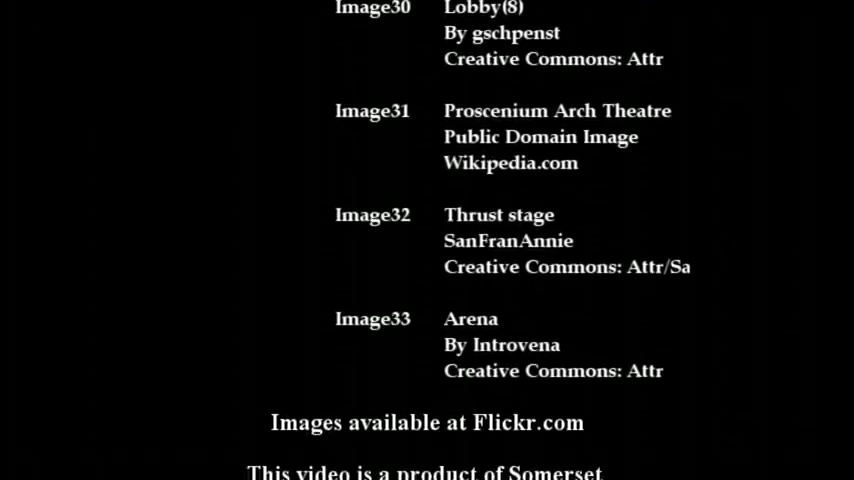 Image30 Lobby(8)
By gschpenst
Creative Commons: Attr
Image31 Proscenium Arch Theatre
Public Domain Image
Wikipedia.com
Image32 Thrust stage
SanFranAnnie
Creative Commons: Attr/Sa
Image33 Arena
By Introvena
Creative Commons: Attr
Images available at Flickr.com
This video is a product of Somerset